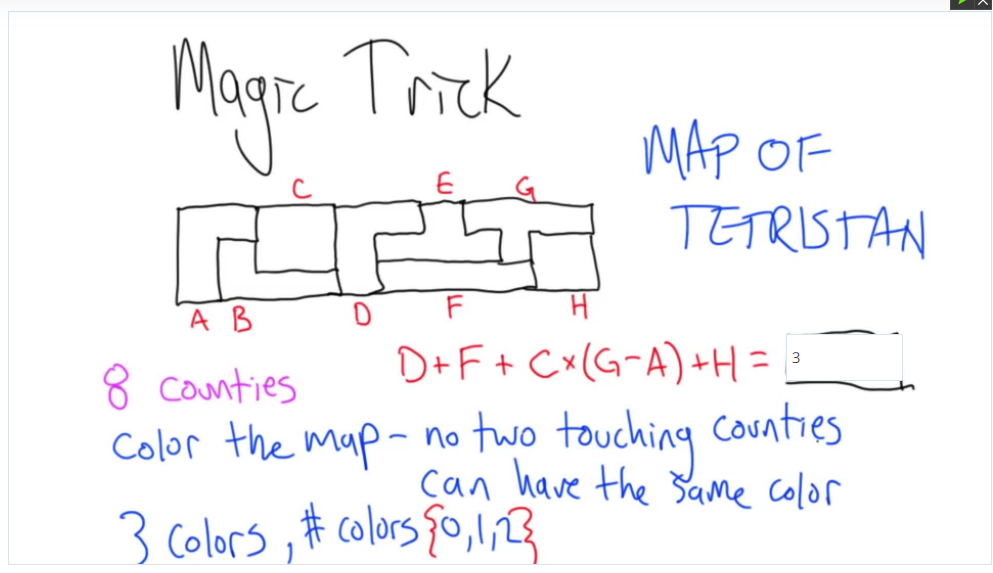 Magic Trick
MAP OF
TETRISTAN
C E G
A B D F H
D+F+C×(G-A)+H= 3
8 counties
Color the map - no two touching counties
can have the same color
3 colors, # colors {0,1,2}